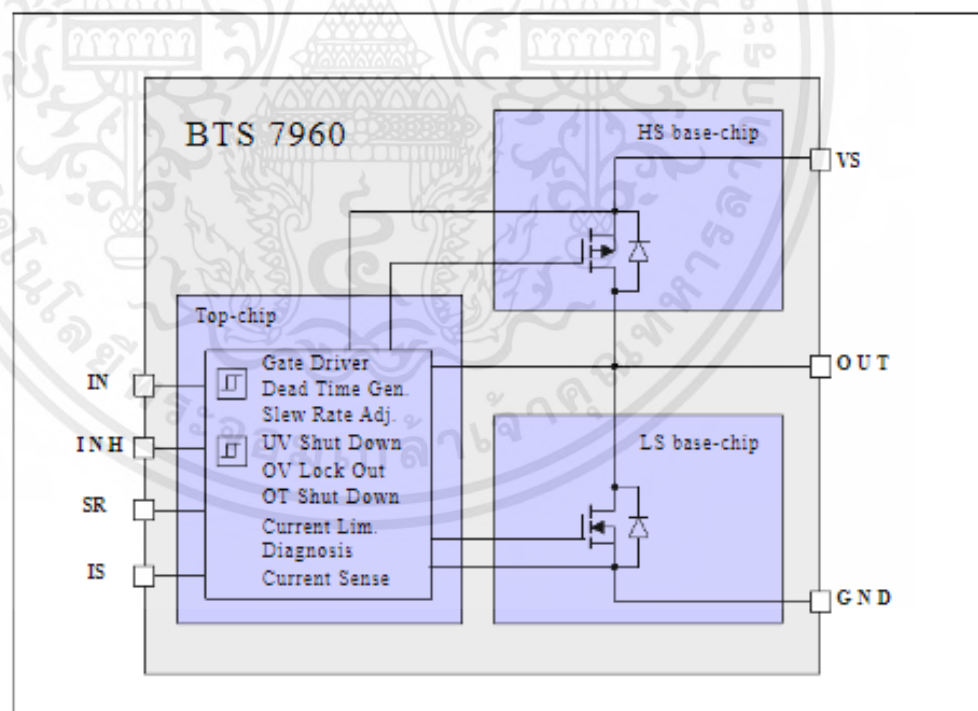 BTS 7960
HS base-chip
VS
Top-chip
Gate Driver
Dead Time Gen.
Slew Rate Adj.
UV Shut Down
OV Lock Out
OT Shut Down
Current Lim.
Diagnosis
Current Sense
IN
INH
SR
IS
OUT
LS base-chip
GND